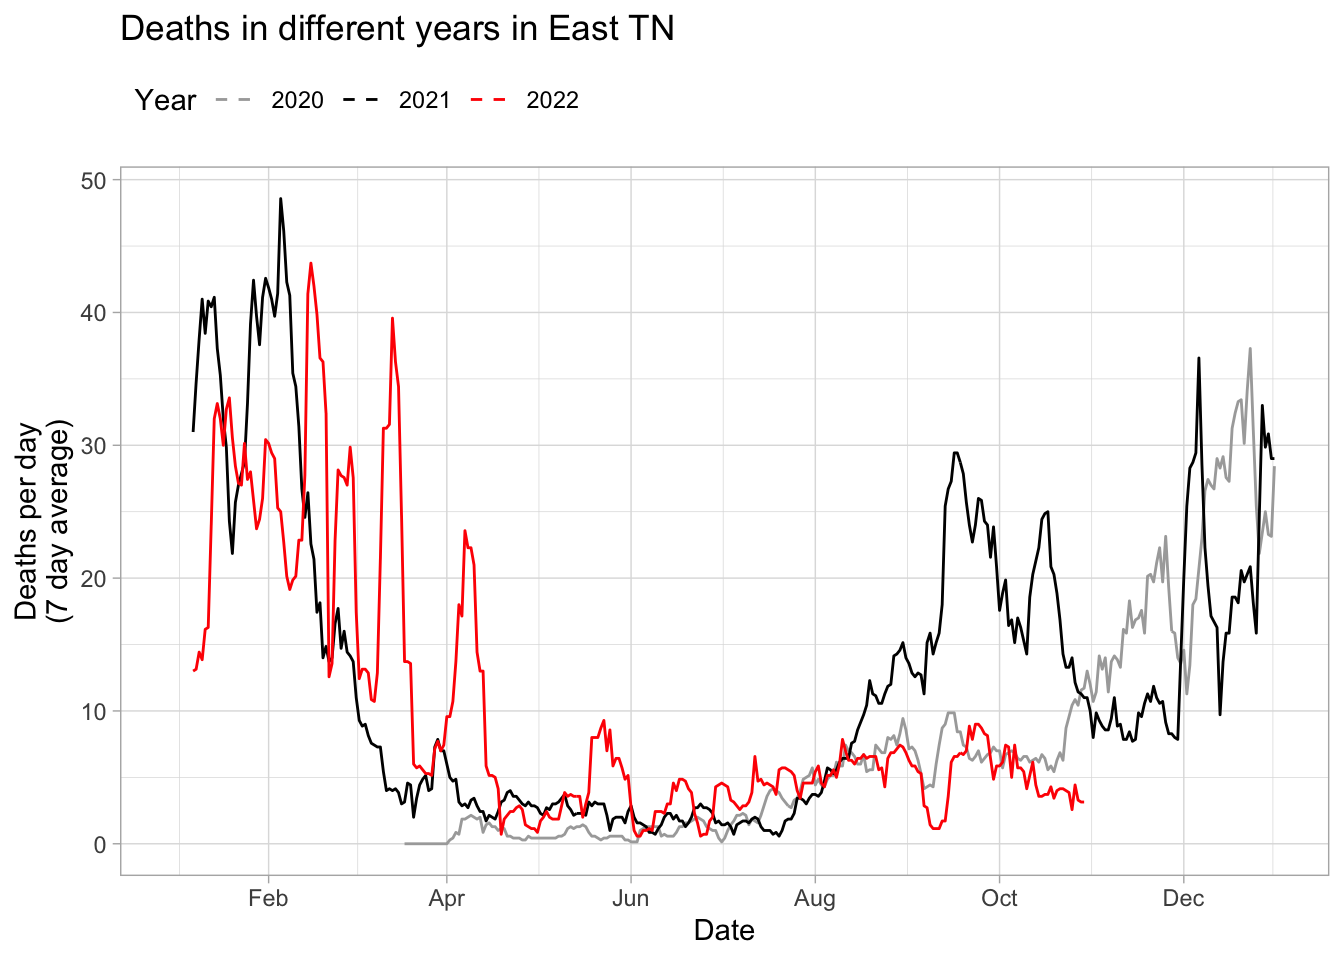 Deaths in different years in East TN
Year 2020 2021 2022
Deaths per day
(7 day average)
50
40
30
20
10
0
Feb Apr Jun Aug Oct Dec
Date